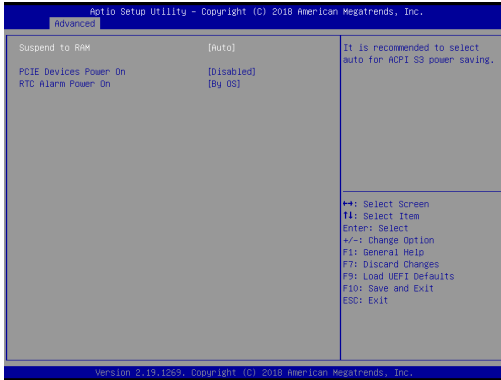 Aptio Setup Utility - Copyright (C) 2018 American Megatrends, Inc.
Advanced
Suspend to RAM [Auto]
PCIE Devices Power On [Disabled]
RTC Alarm Power On [By OS]
It is recommended to select
auto for ACPI S3 power saving.
↔: Select Screen
↑↓: Select Item
Enter: Select
+/-: Change Option
F1: General Help
F7: Discard Changes
F9: Load UEFI Defaults
F10: Save and Exit
ESC: Exit
Version 2.19.1269. Copyright (C) 2018 American Megatrends, Inc.